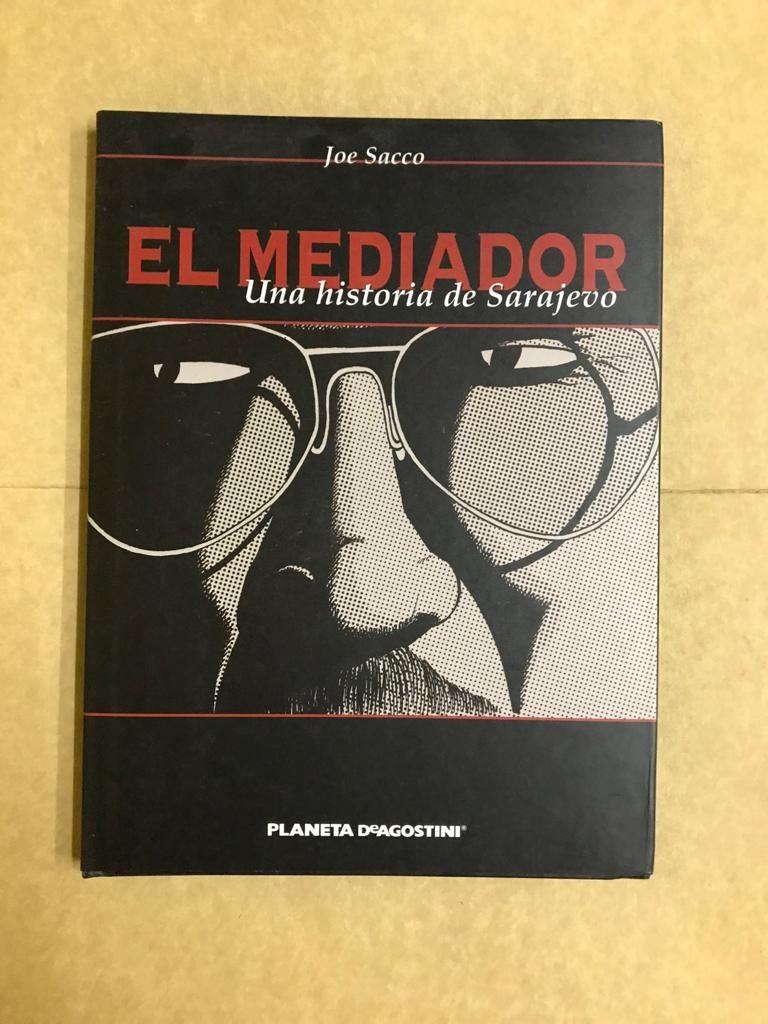 Joe Sacco
EL MEDIADOR
Una historia de Sarajevo
PLANETA DeAGOSTINI®